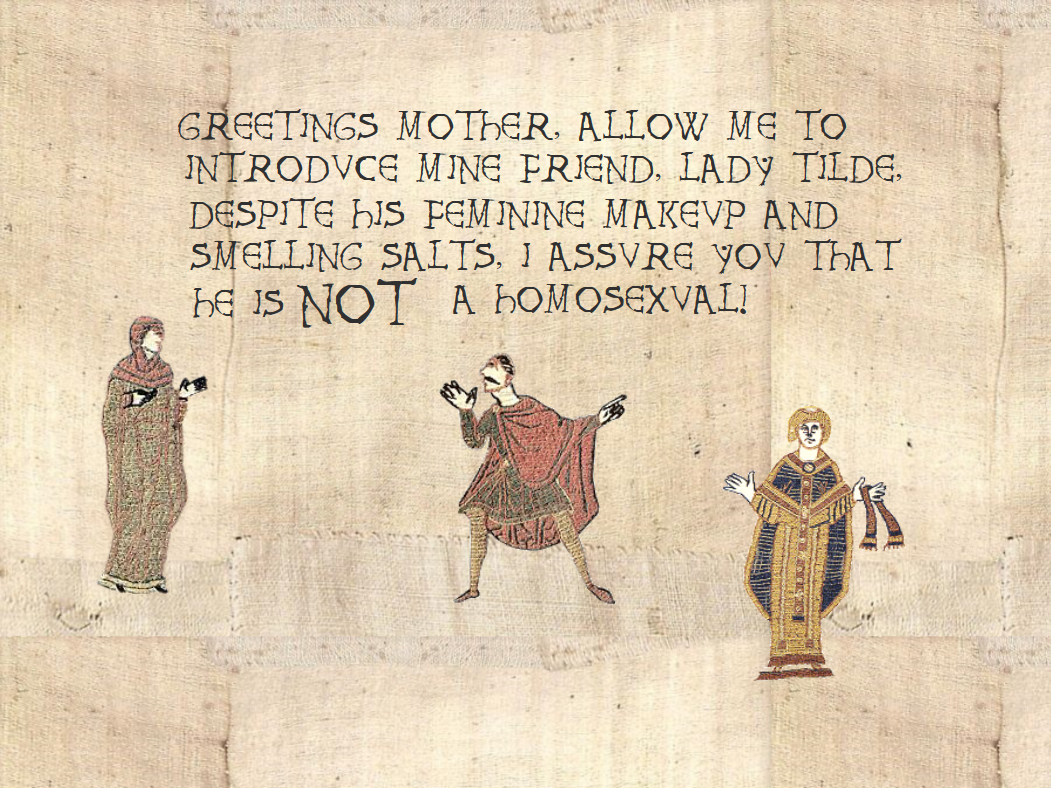 GREETINGS MOThER, ALLOW ME TO
INTRODVCE MINE FRIEND, LADY TILDE,
DESPITE hIS FEMININE MAKEVP AND
SMELLING SALTS, I ASSVRE YOV ThAT
hE IS NOT A hOMOSEXVAL!